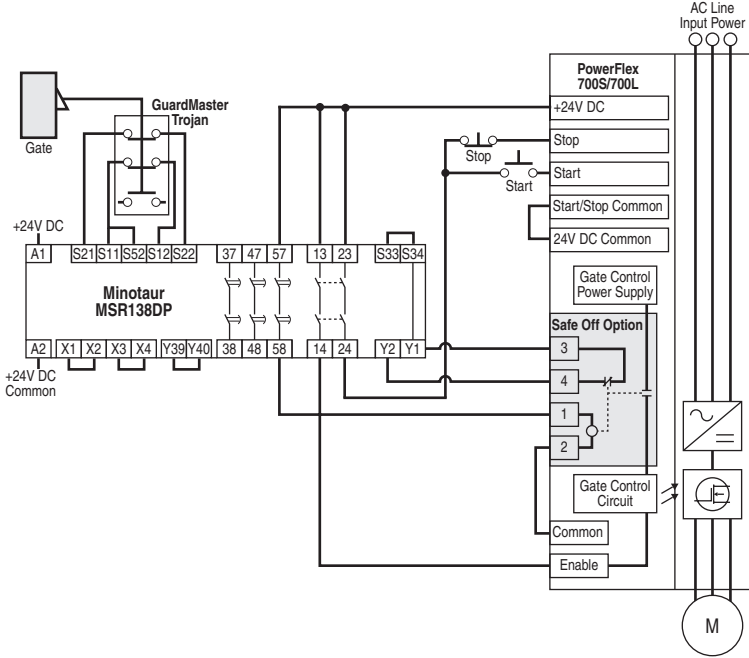 AC Line
Input Power
PowerFlex
700S/700L
GuardMaster
Trojan
+24V DC
Gate
Stop
Stop
Start
Start
Start/Stop Common
+24V DC
24V DC Common
A1 S21 S11 S52 S12 S22 37 47 57 13 23 S33 S34
Gate Control
Power Supply
Minotaur
MSR138DP
Safe Off Option
A2 X1 X2 X3 X4 Y39 Y40 38 48 58 14 24 Y2 Y1
3
+24V DC
Common
4
1
2
Gate Control
Circuit
Common
Enable
M